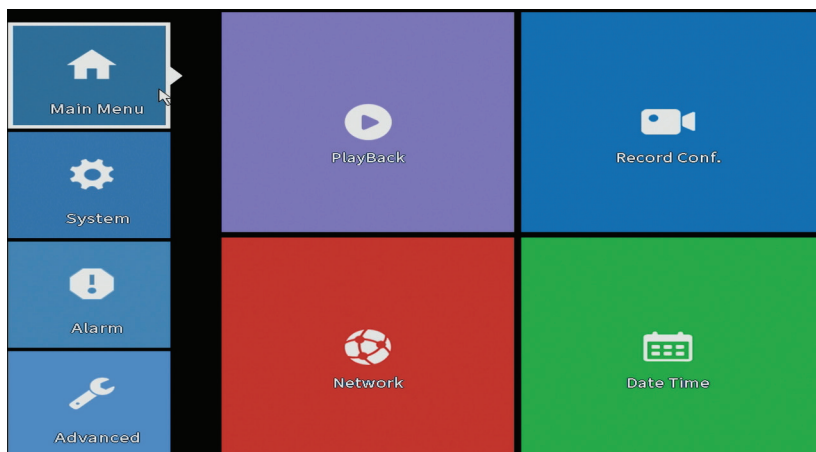 Main Menu
System
Alarm
Advanced
PlayBack
Record Conf.
Network
Date Time